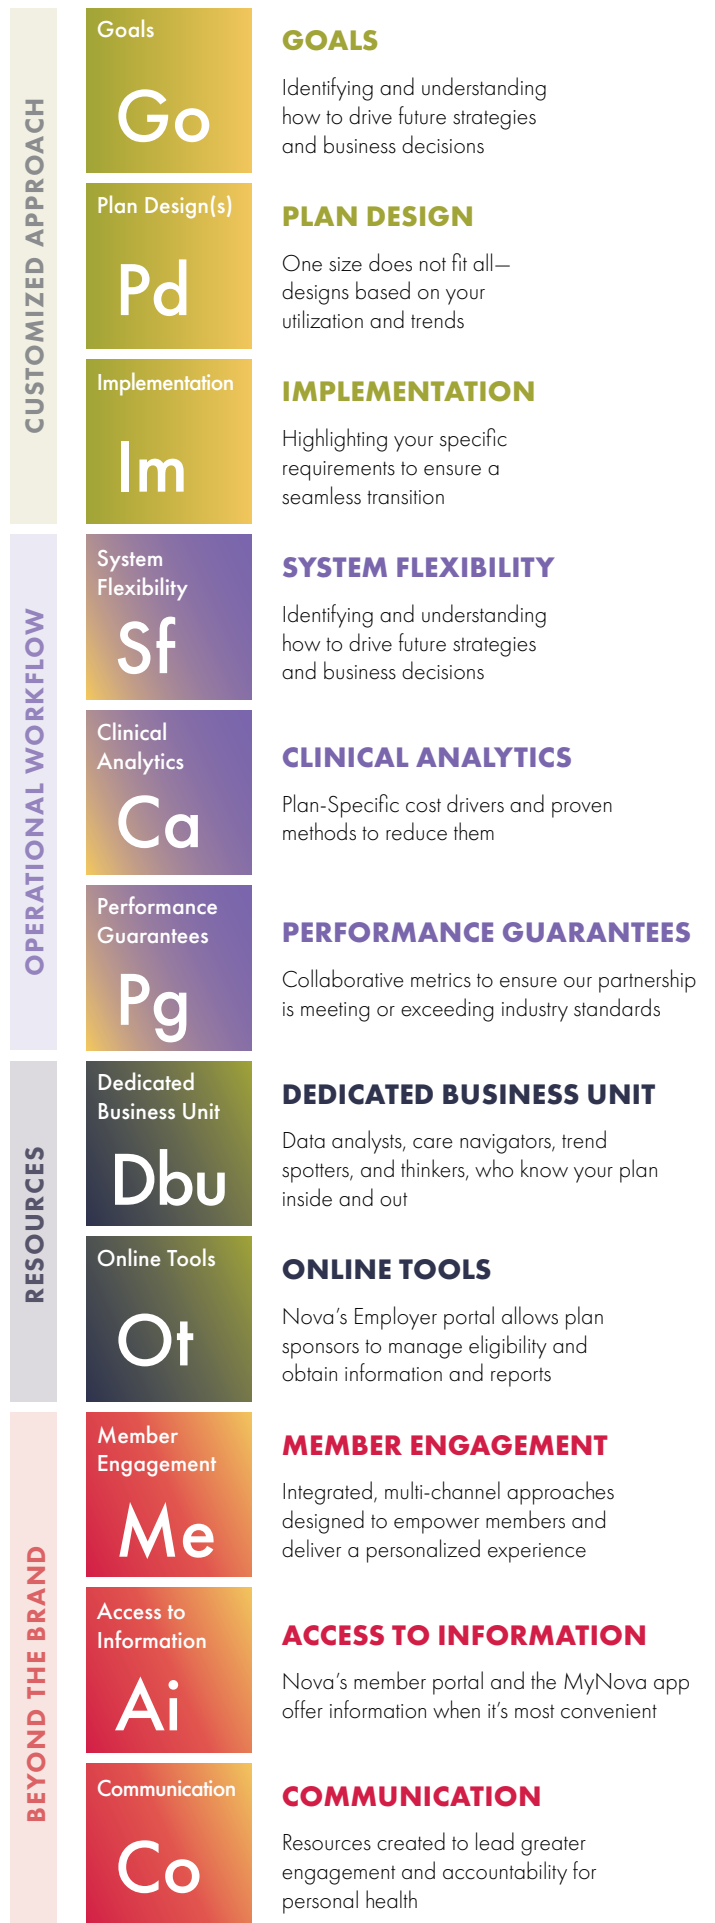 CUSTOMIZED APPROACH
Goals
Go
GOALS
Identifying and understanding
how to drive future strategies
and business decisions
Plan Design(s)
Pd
PLAN DESIGN
One size does not fit all—
designs based on your
utilization and trends
Implementation
Im
IMPLEMENTATION
Highlighting your specific
requirements to ensure a
seamless transition
OPERATIONAL WORKFLOW
System
Flexibility
Sf
SYSTEM FLEXIBILITY
Identifying and understanding
how to drive future strategies
and business decisions
Clinical
Analytics
Ca
CLINICAL ANALYTICS
Plan-Specific cost drivers and proven
methods to reduce them
Performance
Guarantees
Pg
PERFORMANCE GUARANTEES
Collaborative metrics to ensure our partnership
is meeting or exceeding industry standards
RESOURCES
Dedicated
Business Unit
Dbu
DEDICATED BUSINESS UNIT
Data analysts, care navigators, trend
spotters, and thinkers, who know your plan
inside and out
Online Tools
Ot
ONLINE TOOLS
Nova’s Employer portal allows plan
sponsors to manage eligibility and
obtain information and reports
BEYOND THE BRAND
Member
Engagement
Me
MEMBER ENGAGEMENT
Integrated, multi-channel approaches
designed to empower members and
deliver a personalized experience
Access to
Information
Ai
ACCESS TO INFORMATION
Nova’s member portal and the MyNova app
offer information when it’s most convenient
Communication
Co
COMMUNICATION
Resources created to lead greater
engagement and accountability for
personal health